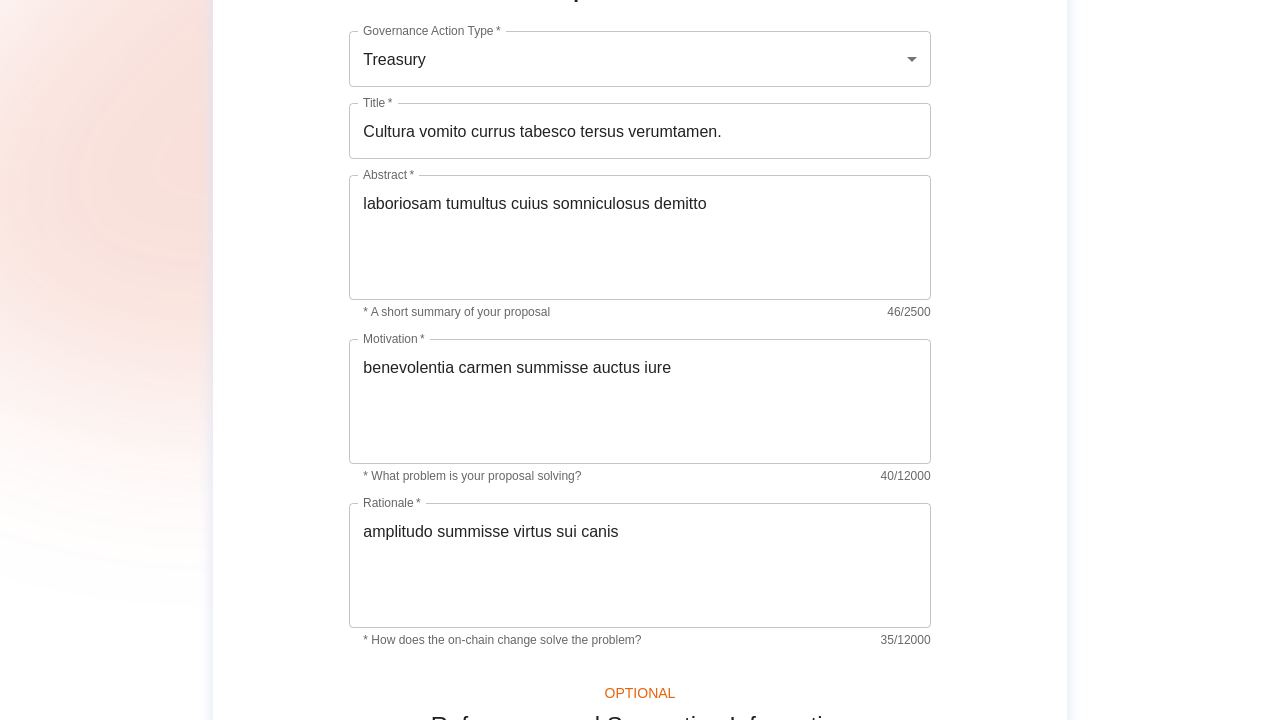 Governance Action Type *
Treasury
Title *
Cultura vomito currus tabesco tersus verumtamen.
Abstract *
laboriosam tumultus cuius somniculosus demitto
* A short summary of your proposal 46/2500
Motivation *
benevolentia carmen summisse auctus iure
* What problem is your proposal solving? 40/12000
Rationale *
amplitudo summisse virtus sui canis
* How does the on-chain change solve the problem? 35/12000
OPTIONAL